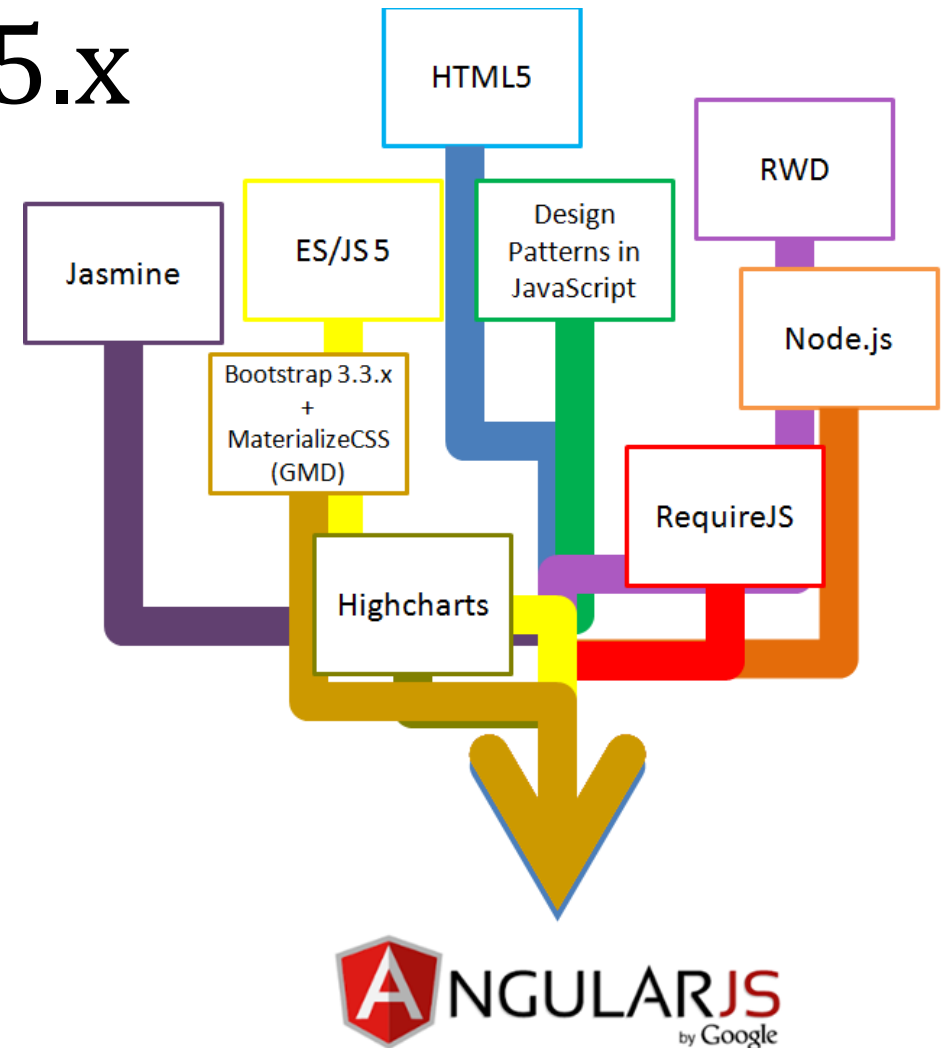 5.x
HTML5
RWD
Design
Patterns in
JavaScript
ES/JS 5
Jasmine
Node.js
Bootstrap 3.3.x
+
MaterializeCSS
(GMD)
RequireJS
Highcharts
ANGULARJS
by Google